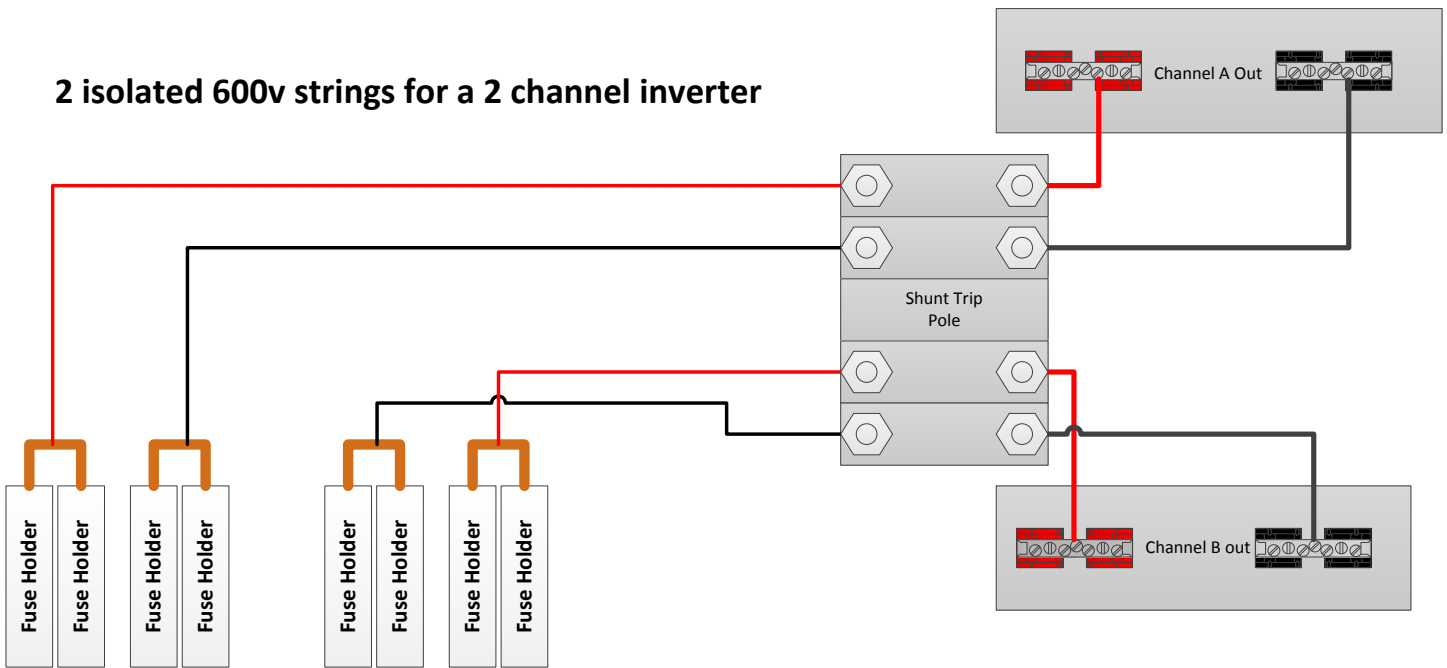 2 isolated 600v strings for a 2 channel inverter
Channel A Out
Shunt Trip
Pole
Channel B out
Fuse Holder
Fuse Holder
Fuse Holder
Fuse Holder
Fuse Holder
Fuse Holder
Fuse Holder
Fuse Holder